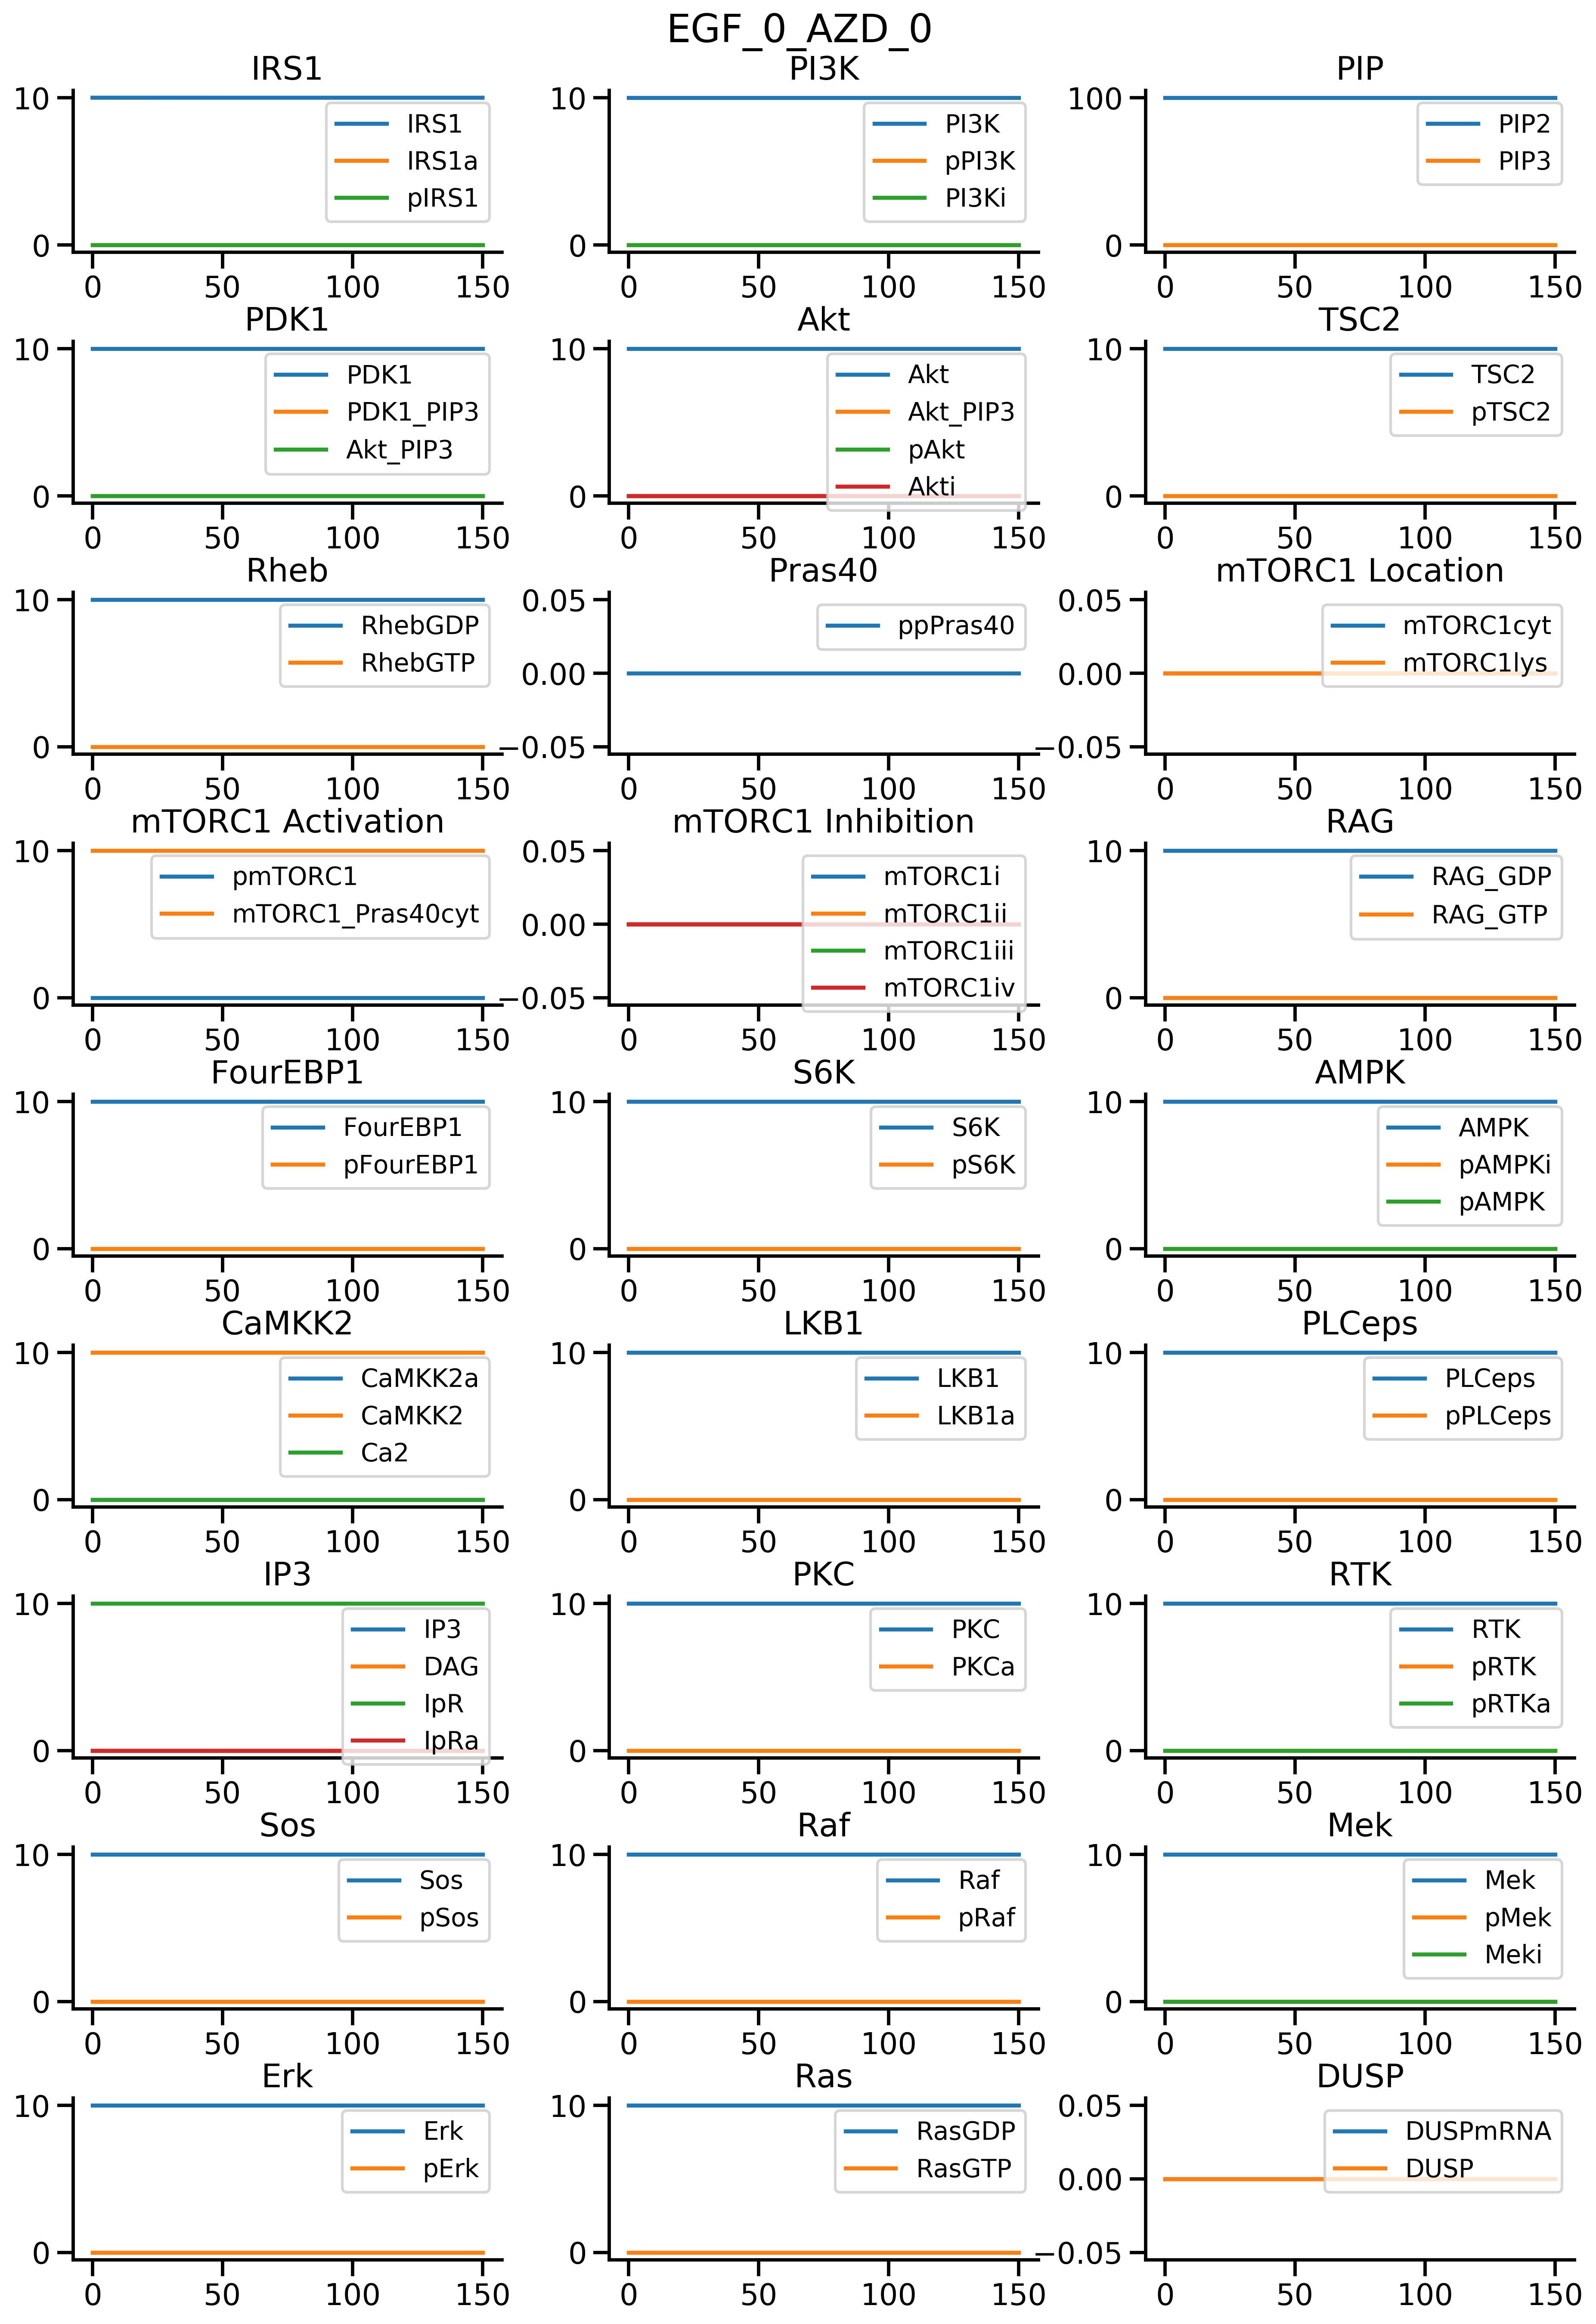 EGF_0_AZD_0
IRS1
10
0
0 50 100 150
IRS1
IRS1a
pIRS1
PI3K
10
0
0 50 100 150
PI3K
pPI3K
PI3Ki
PIP
100
0
0 50 100 150
PIP2
PIP3
PDK1
10
0
0 50 100 150
PDK1
PDK1_PIP3
Akt_PIP3
Akt
10
0
0 50 100 150
Akt
Akt_PIP3
pAkt
Akti
TSC2
10
0
0 50 100 150
TSC2
pTSC2
Rheb
10
0
0 50 100 150
RhebGDP
RhebGTP
Pras40
0.05
0.00
−0.05
0 50 100 150
ppPras40
mTORC1 Location
0.05
0.00
−0.05
0 50 100 150
mTORC1cyt
mTORC1lys
mTORC1 Activation
10
0
0 50 100 150
pmTORC1
mTORC1_Pras40cyt
mTORC1 Inhibition
0.05
0.00
−0.05
0 50 100 150
mTORC1i
mTORC1ii
mTORC1iii
mTORC1iv
RAG
10
0
0 50 100 150
RAG_GDP
RAG_GTP
FourEBP1
10
0
0 50 100 150
FourEBP1
pFourEBP1
S6K
10
0
0 50 100 150
S6K
pS6K
AMPK
10
0
0 50 100 150
AMPK
pAMPKi
pAMPK
CaMKK2
10
0
0 50 100 150
CaMKK2a
CaMKK2
Ca2
LKB1
10
0
0 50 100 150
LKB1
LKB1a
PLCeps
10
0
0 50 100 150
PLCeps
pPLCeps
IP3
10
0
0 50 100 150
IP3
DAG
IpR
IpRa
PKC
10
0
0 50 100 150
PKC
PKCa
RTK
10
0
0 50 100 150
RTK
pRTK
pRTKa
Sos
10
0
0 50 100 150
Sos
pSos
Raf
10
0
0 50 100 150
Raf
pRaf
Mek
10
0
0 50 100 150
Mek
pMek
Meki
Erk
10
0
0 50 100 150
Erk
pErk
Ras
10
0
0 50 100 150
RasGDP
RasGTP
DUSP
0.05
0.00
−0.05
0 50 100 150
DUSPmRNA
DUSP